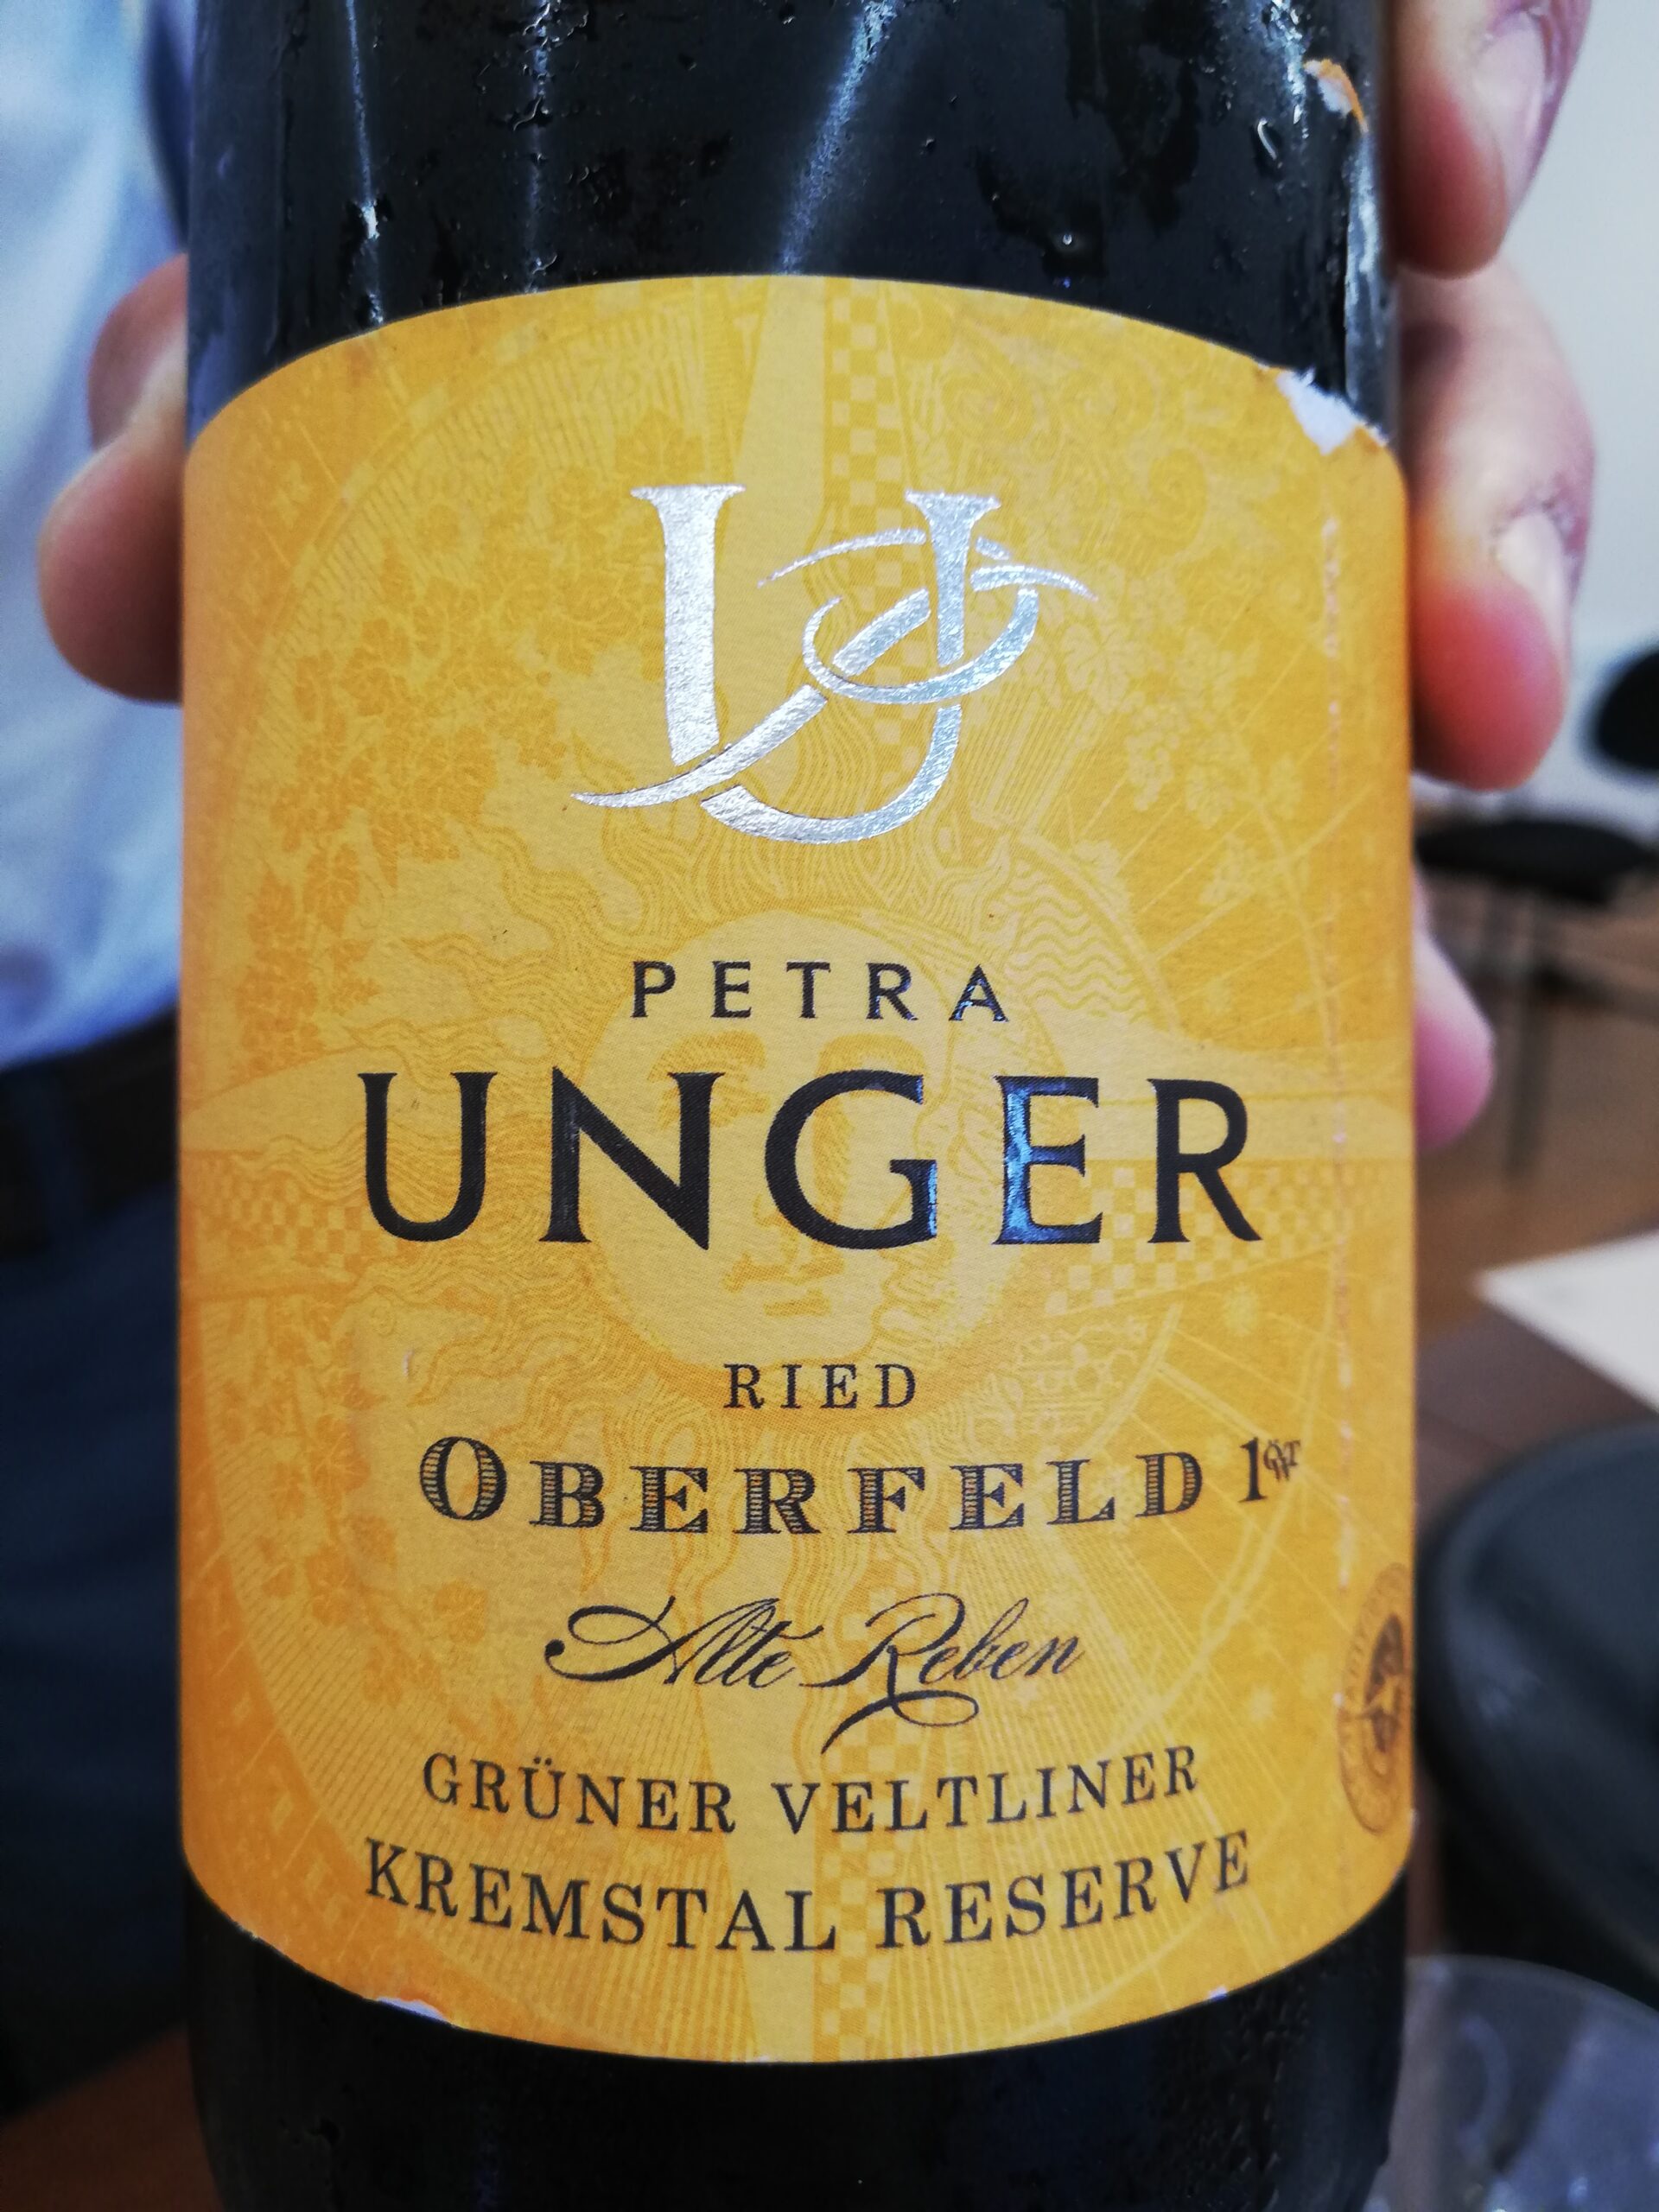 PETRA
UNGER
RIED
OBERFELD 1ÖTW
Alte Reben
GRÜNER VELTLINER
KREMSTAL RESERVE